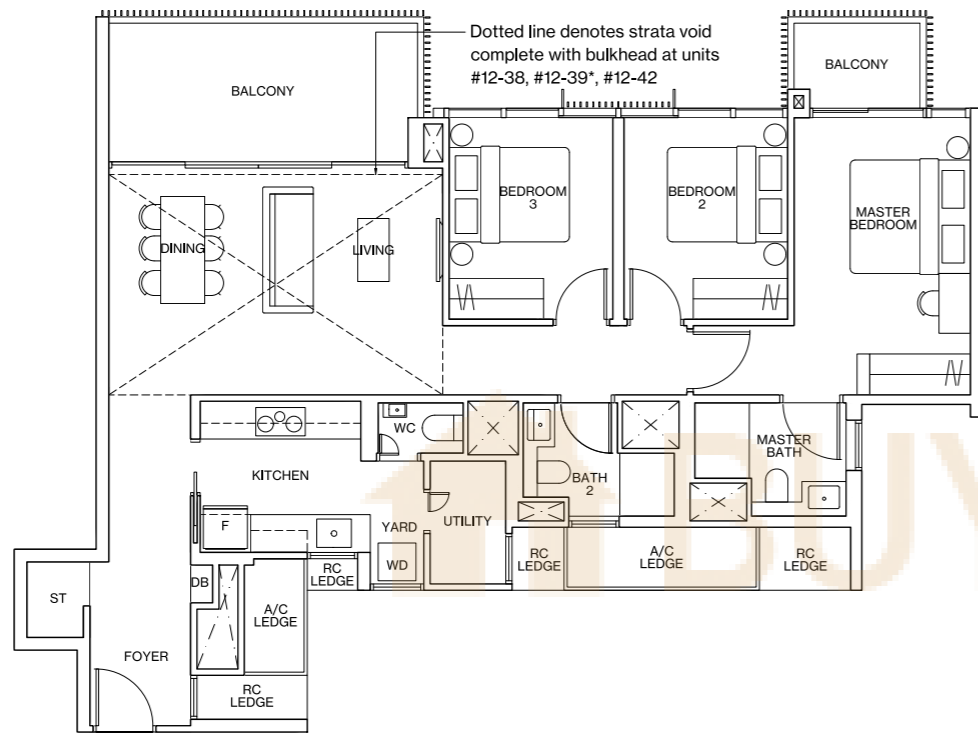 Dotted line denotes strata void
complete with bulkhead at units
#12-38, #12-39*, #12-42
BALCONY
BALCONY
BEDROOM
3
BEDROOM
2
MASTER
BEDROOM
DINING
LIVING
WC
KITCHEN
BATH
2
MASTER
BATH
F
YARD
UTILITY
WD
RC
LEDGE
RC
LEDGE
A/C
LEDGE
RC
LEDGE
DB
ST
A/C
LEDGE
FOYER
RC
LEDGE
BUY